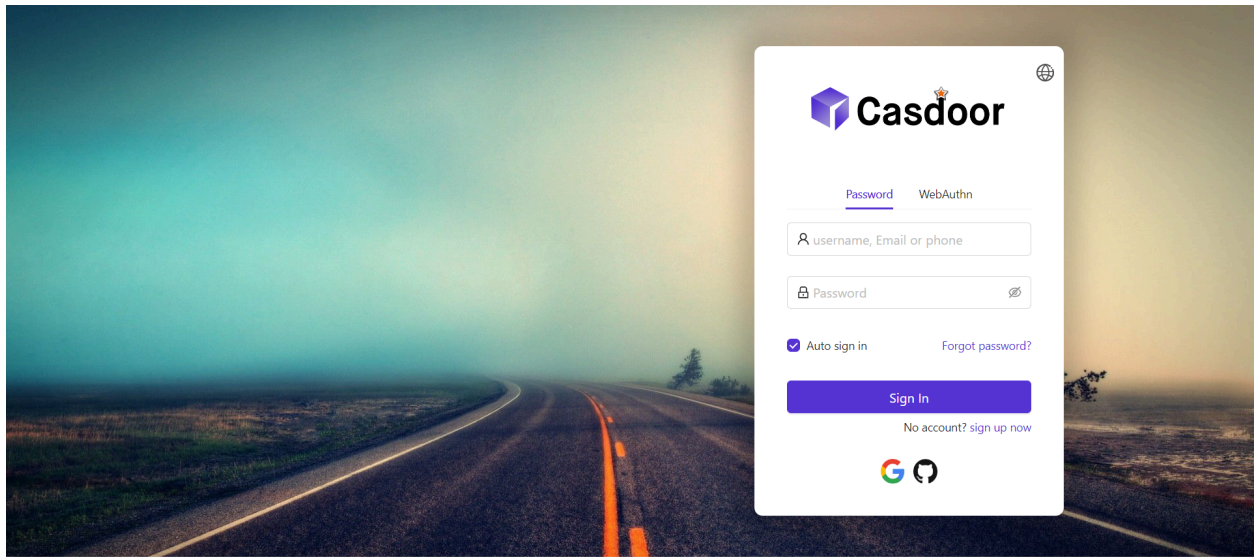 Casdoor
Password WebAuthn
username, Email or phone
Password
Auto sign in Forgot password?
Sign In
No account? sign up now